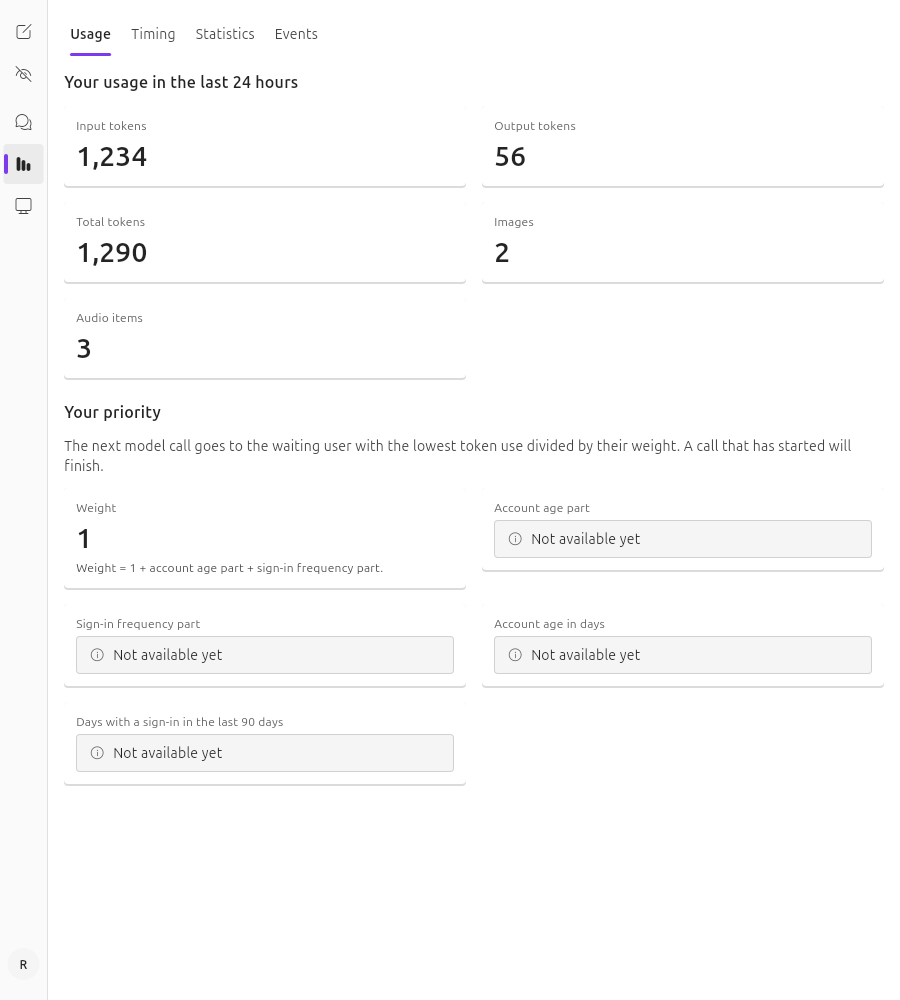 Usage Timing Statistics Events
Your usage in the last 24 hours
Input tokens
1,234
Output tokens
56
Total tokens
1,290
Images
2
Audio items
3
Your priority
The next model call goes to the waiting user with the lowest token use divided by their weight. A call that has started will
finish.
Weight
1
Weight = 1 + account age part + sign-in frequency part.
Account age part
Not available yet
Sign-in frequency part
Not available yet
Account age in days
Not available yet
Days with a sign-in in the last 90 days
Not available yet
R